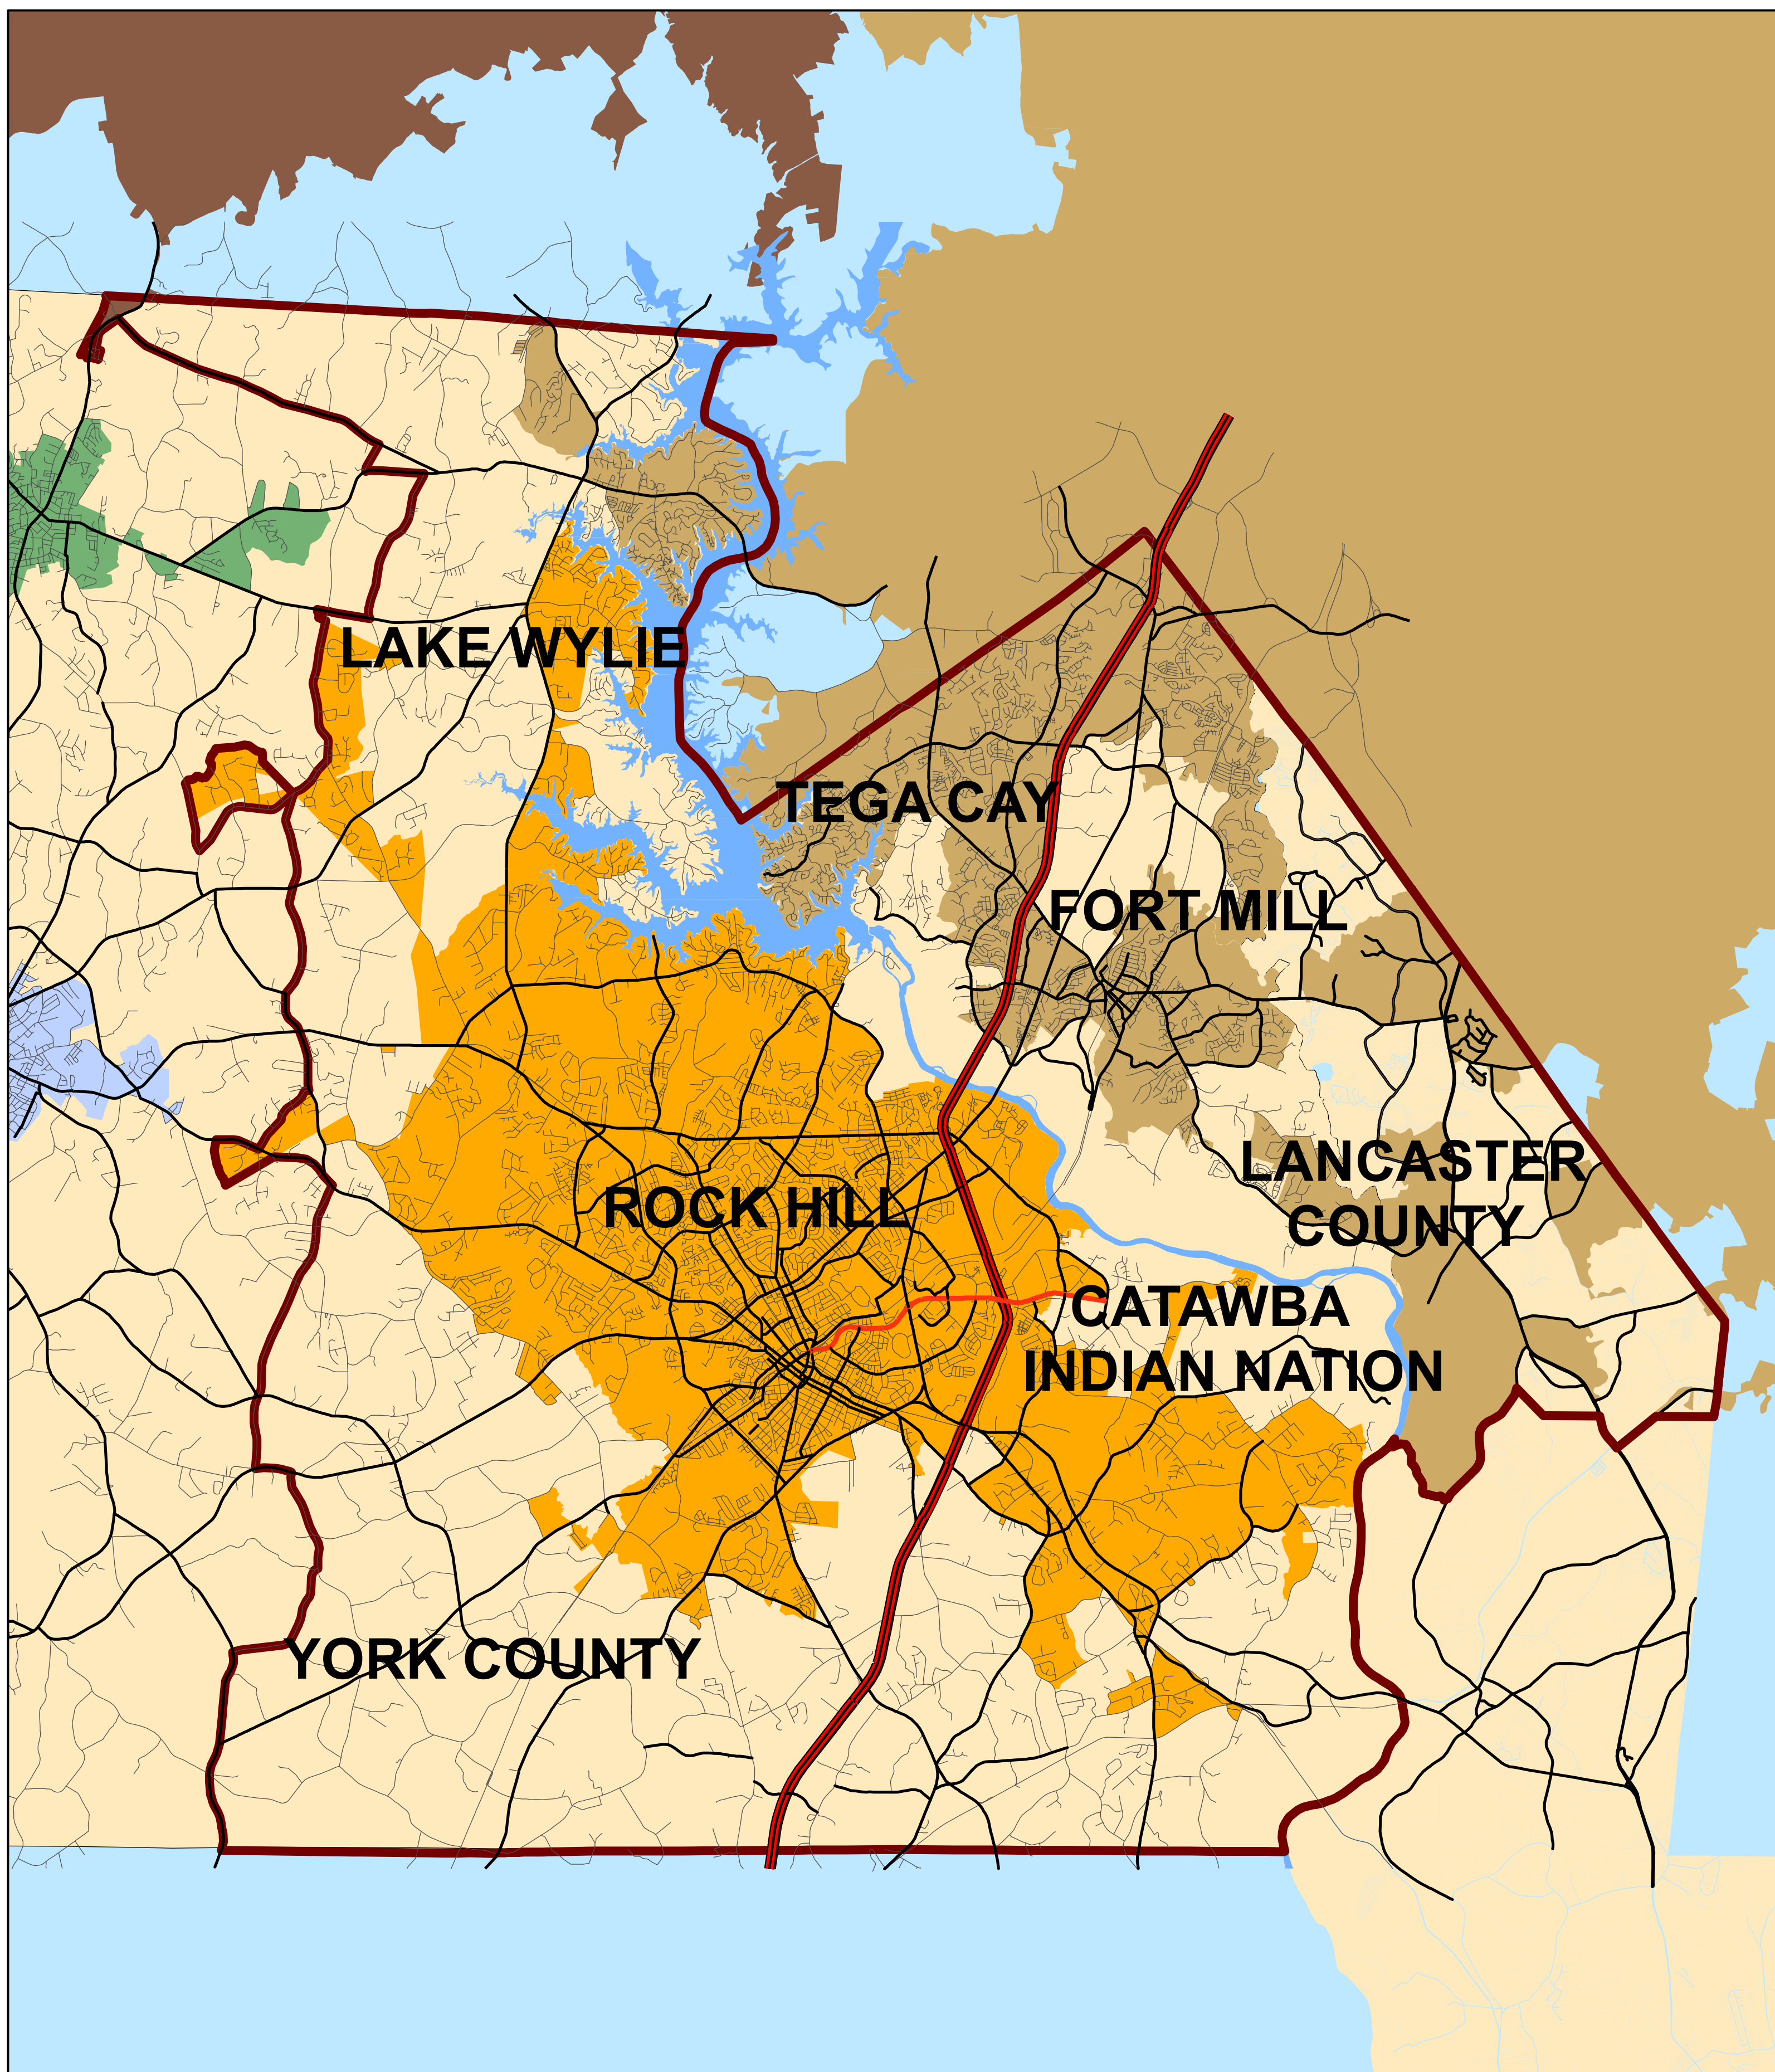 LAKE WYLIE
TEGA CAY
FORT MILL
LANCASTER
COUNTY
ROCK HILL
CATAWBA
INDIAN NATION
YORK COUNTY